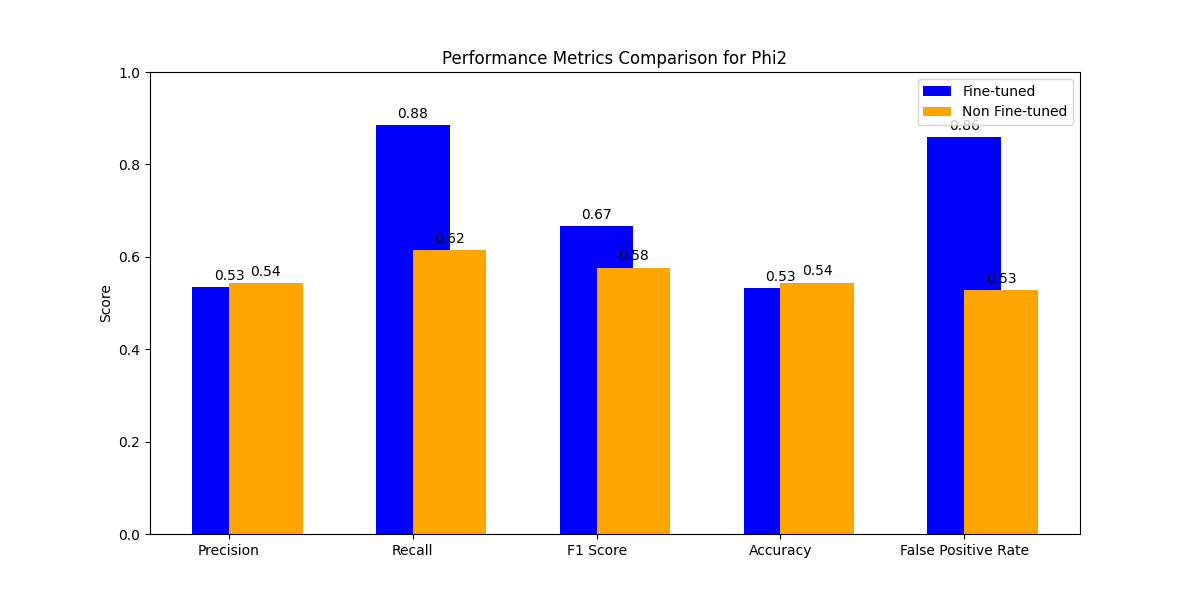 Performance Metrics Comparison for Phi2
Fine-tuned
Non Fine-tuned
Score
1.0
0.8
0.6
0.4
0.2
0.0
0.53
0.54
0.88
0.62
0.67
0.58
0.53
0.54
0.86
0.53
Precision
Recall
F1 Score
Accuracy
False Positive Rate